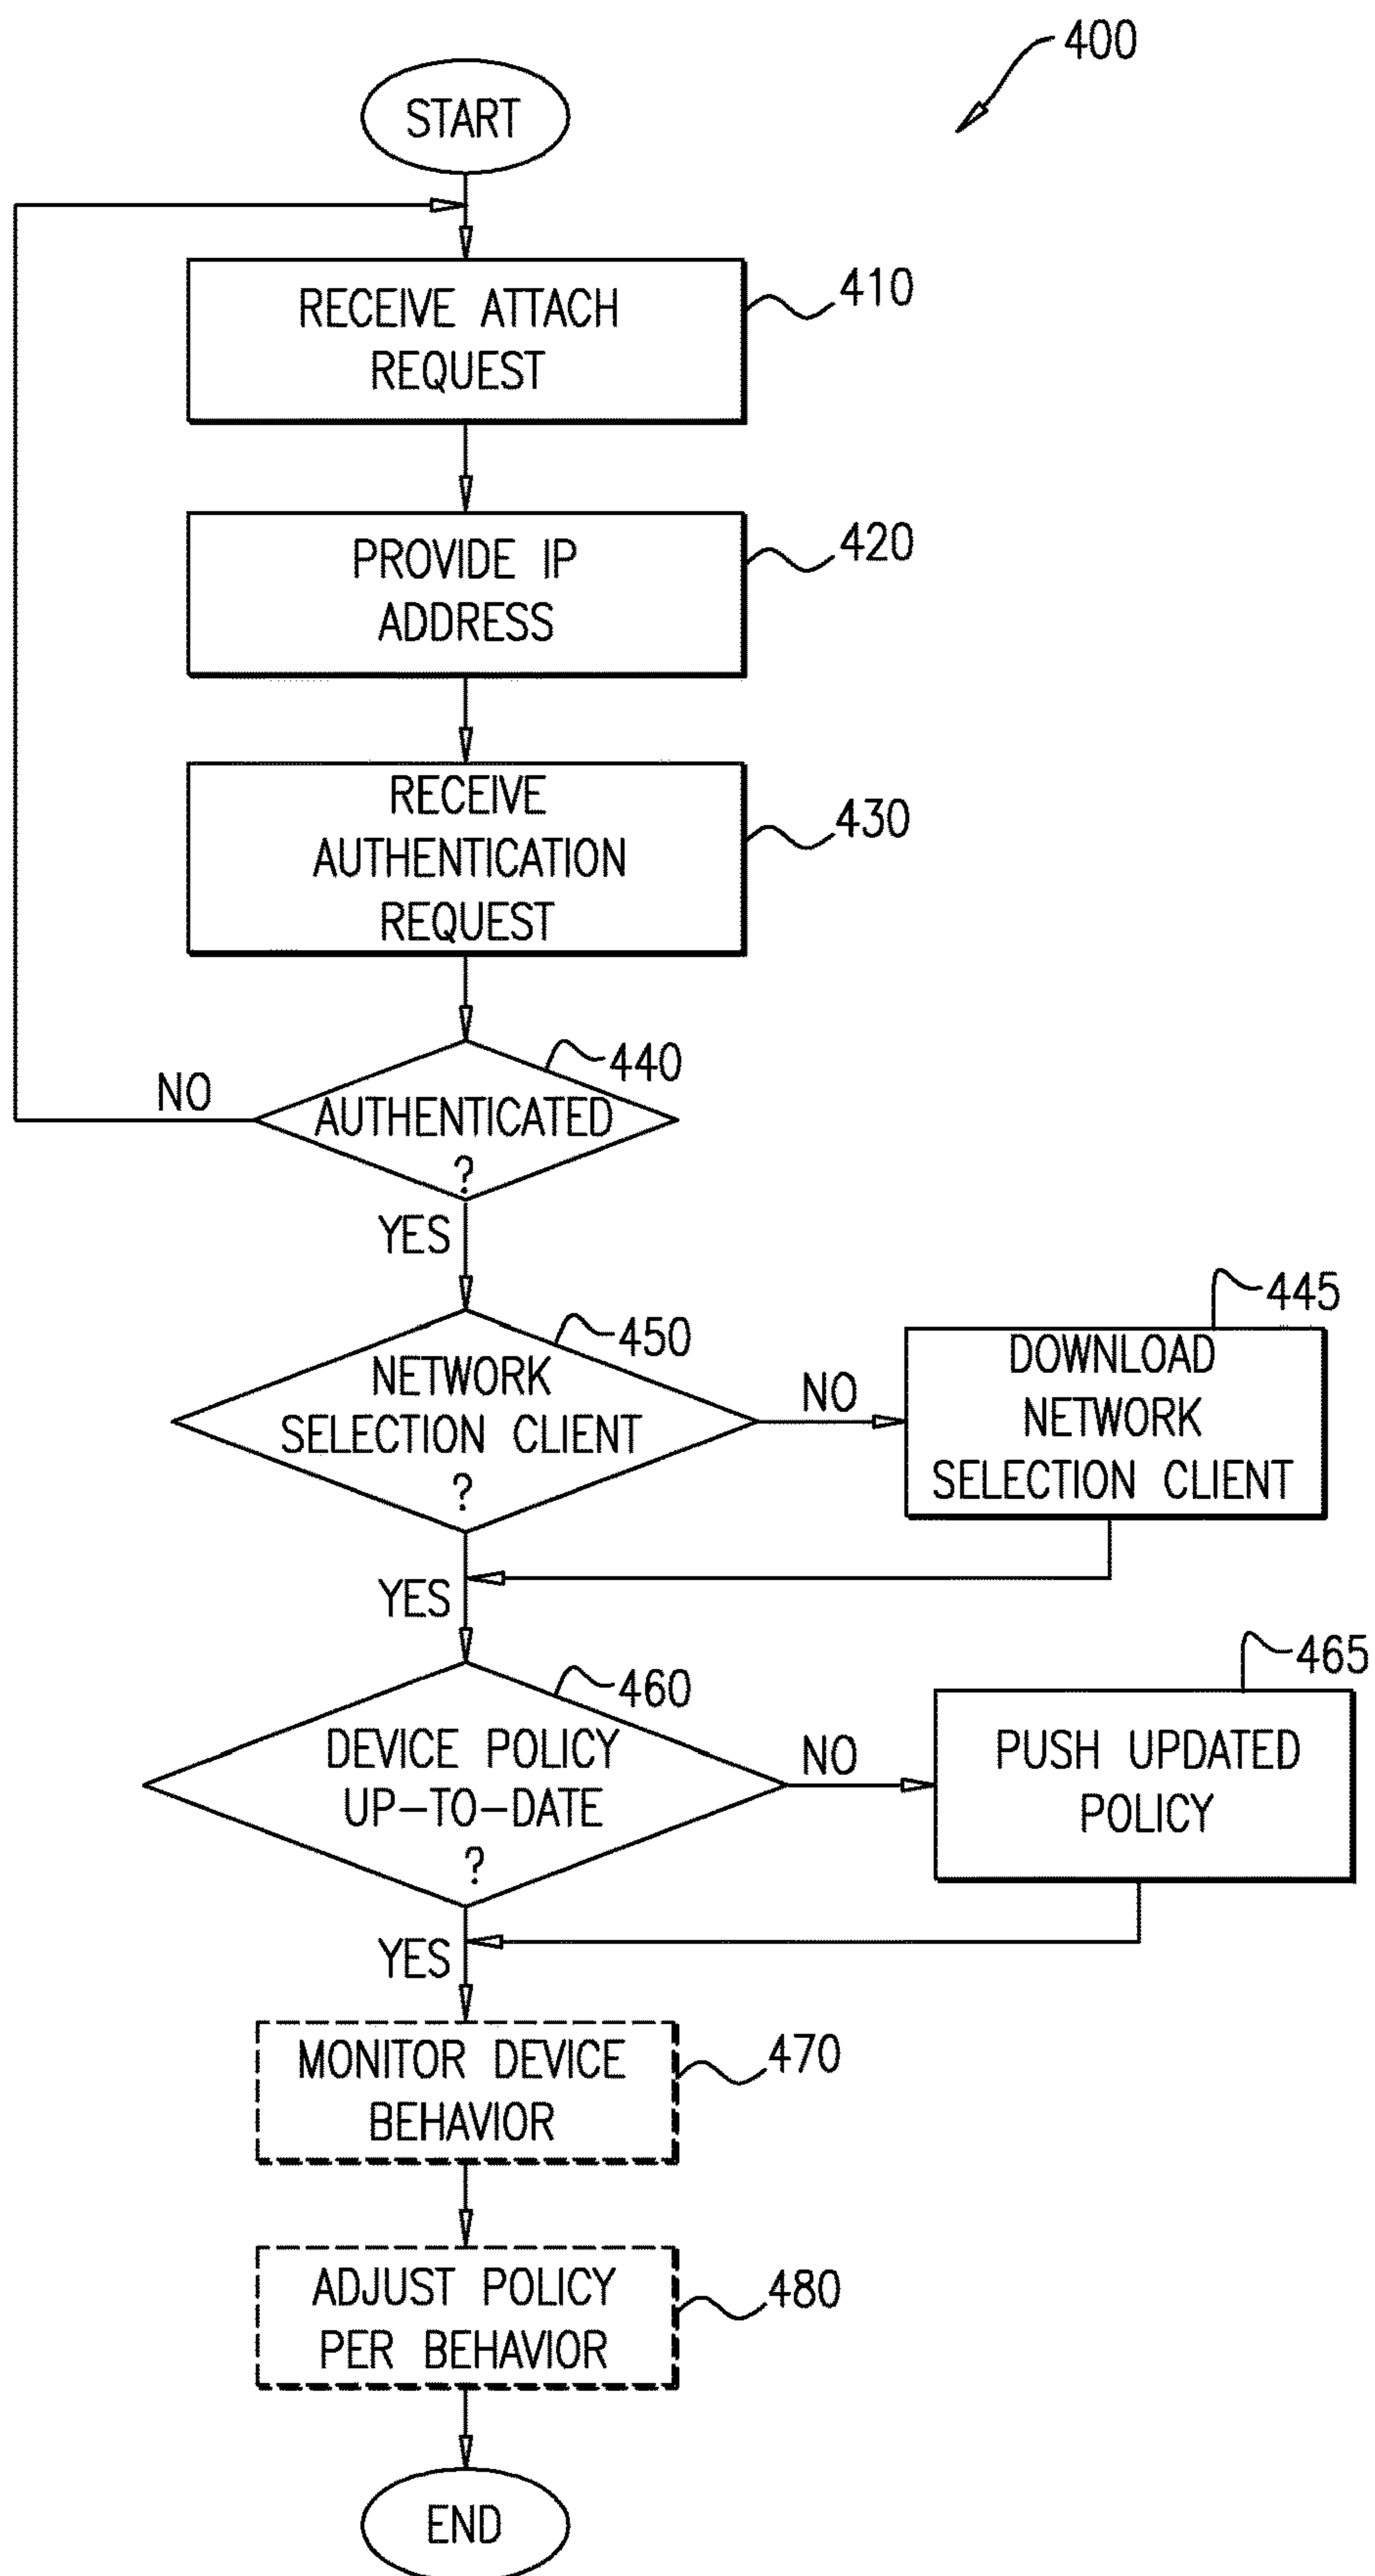 400
START
RECEIVE ATTACH
REQUEST
410
PROVIDE IP
ADDRESS
420
RECEIVE
AUTHENTICATION
REQUEST
430
440
NO
AUTHENTICATED
?
YES
450
NETWORK
SELECTION CLIENT
?
NO
445
DOWNLOAD
NETWORK
SELECTION CLIENT
YES
460
DEVICE POLICY
UP-TO-DATE
?
NO
465
PUSH UPDATED
POLICY
YES
MONITOR DEVICE
BEHAVIOR
470
ADJUST POLICY
PER BEHAVIOR
480
END